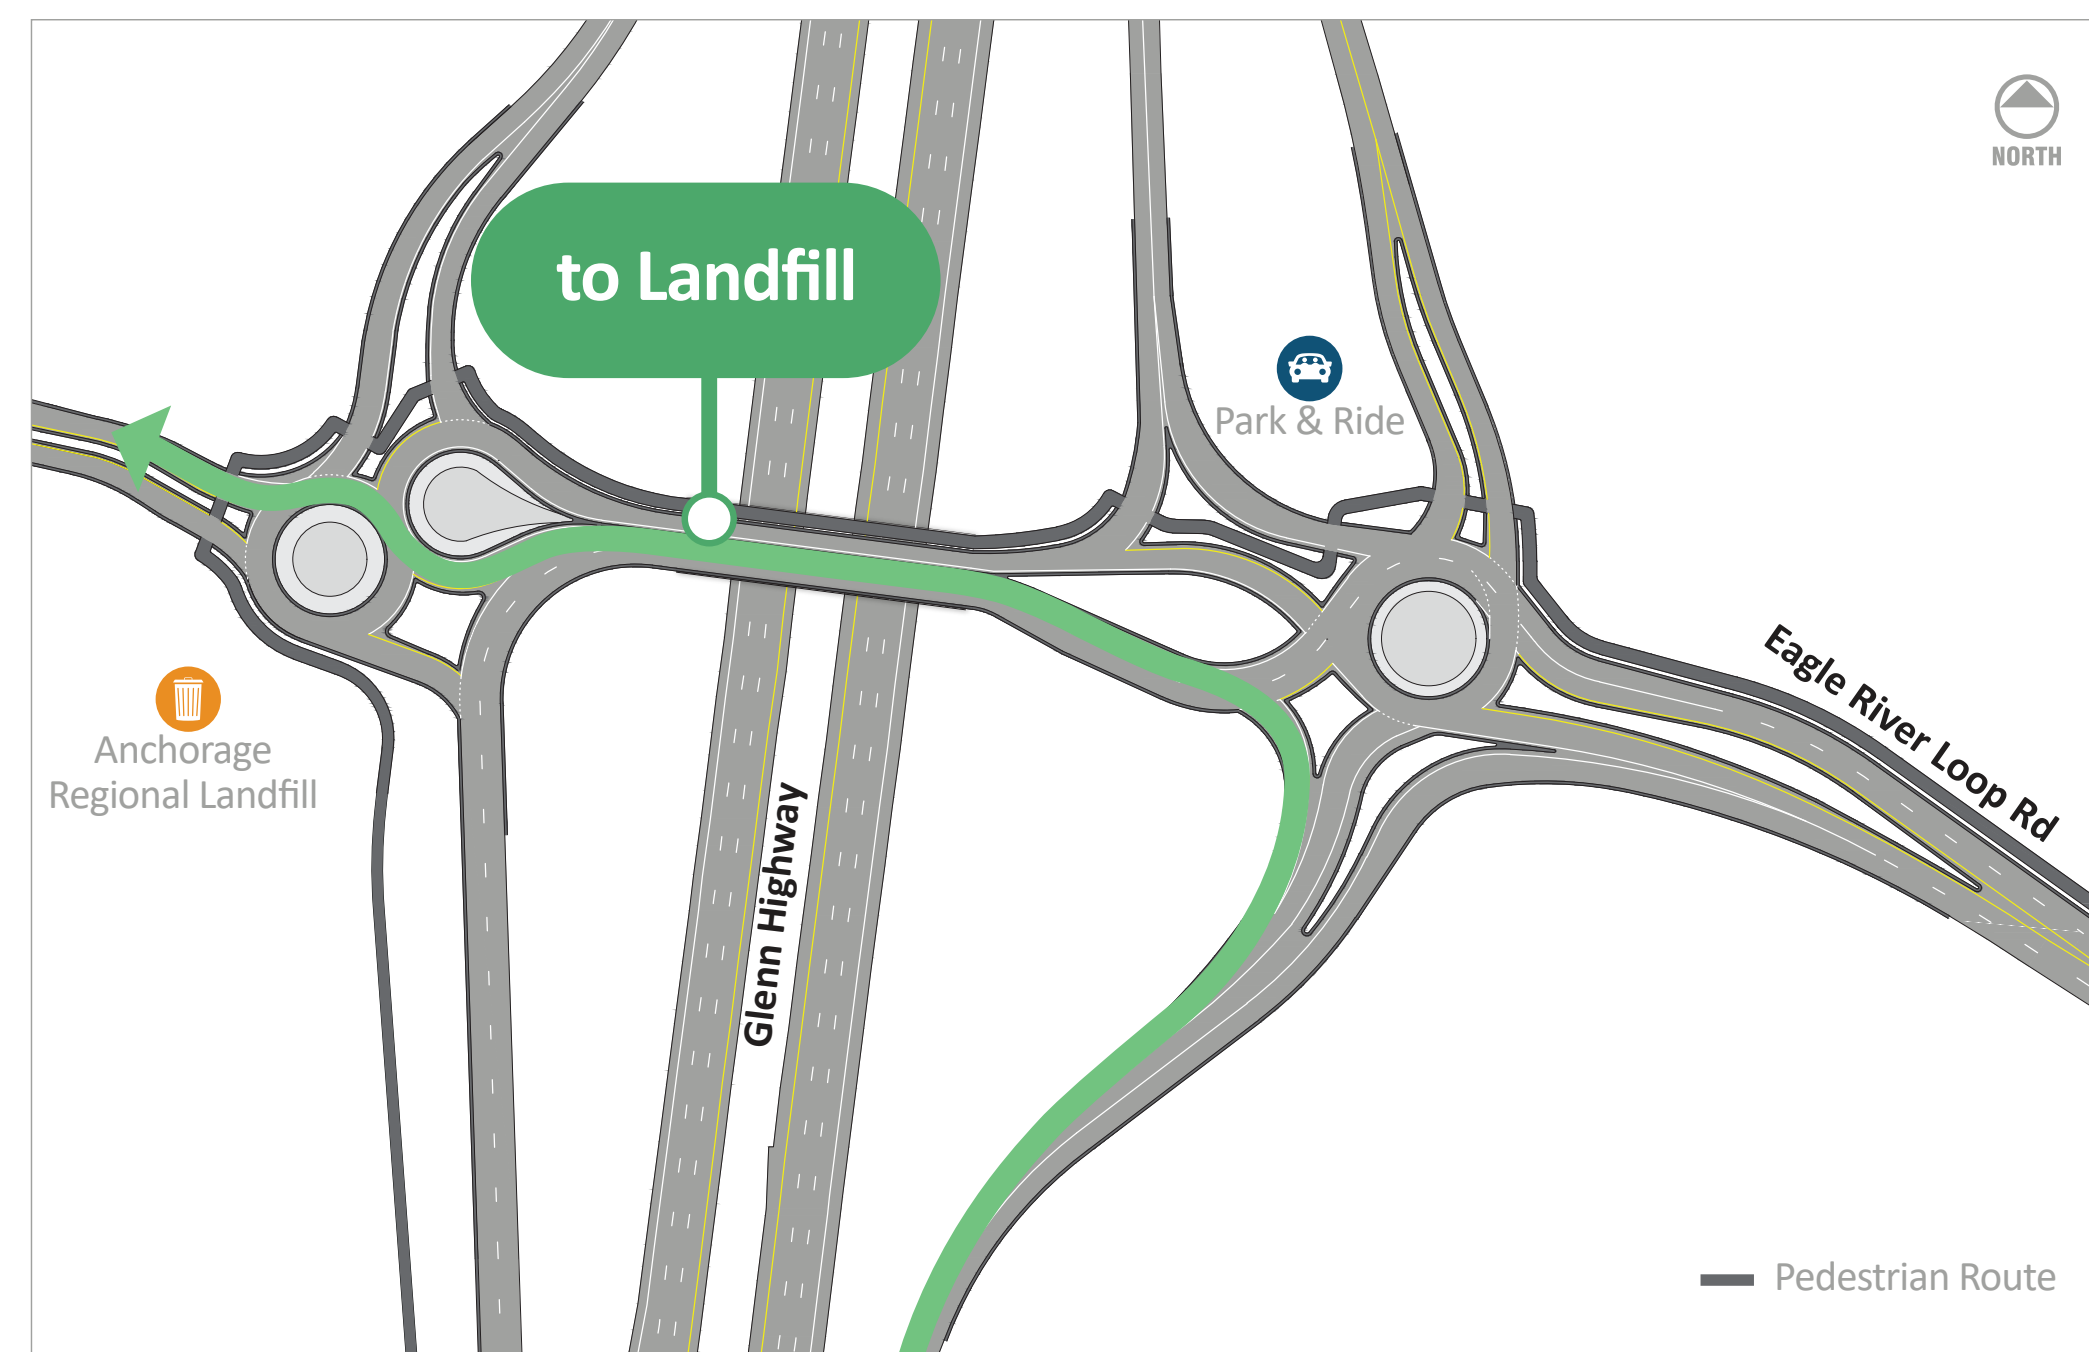 NORTH
to Landfill
Park & Ride
Eagle River Loop Rd
Anchorage
Regional Landfill
Glenn Highway
Pedestrian Route